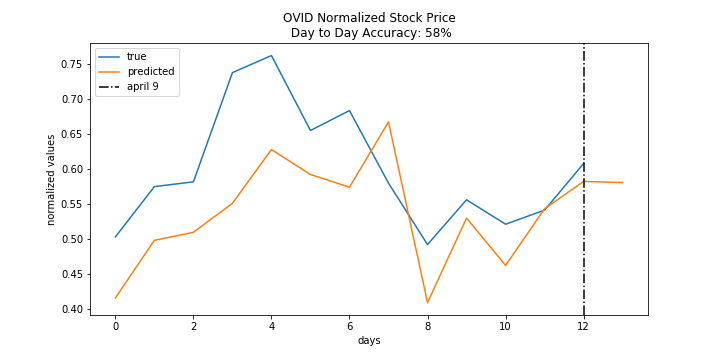 OVID Normalized Stock Price
Day to Day Accuracy: 58%
true
predicted
april 9
normalized values
0.75
0.70
0.65
0.60
0.55
0.50
0.45
0.40
0 2 4 6 8 10 12
days